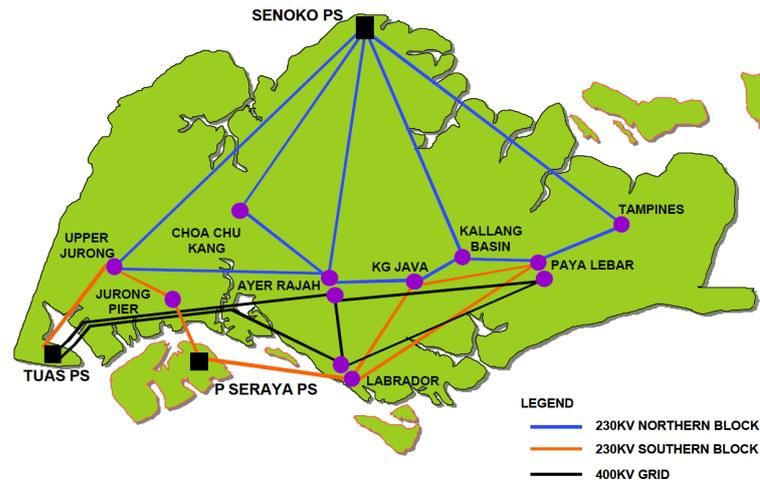 SENOKO PS
TAMPINES
UPPER
JURONG
CHOA CHU
KANG
KALLANG
BASIN
KG JAVA
PAYA LEBAR
AYER RAJAH
JURONG
PIER
TUAS PS
P SERAYA PS
LABRADOR
LEGEND
230KV NORTHERN BLOCK
230KV SOUTHERN BLOCK
400KV GRID